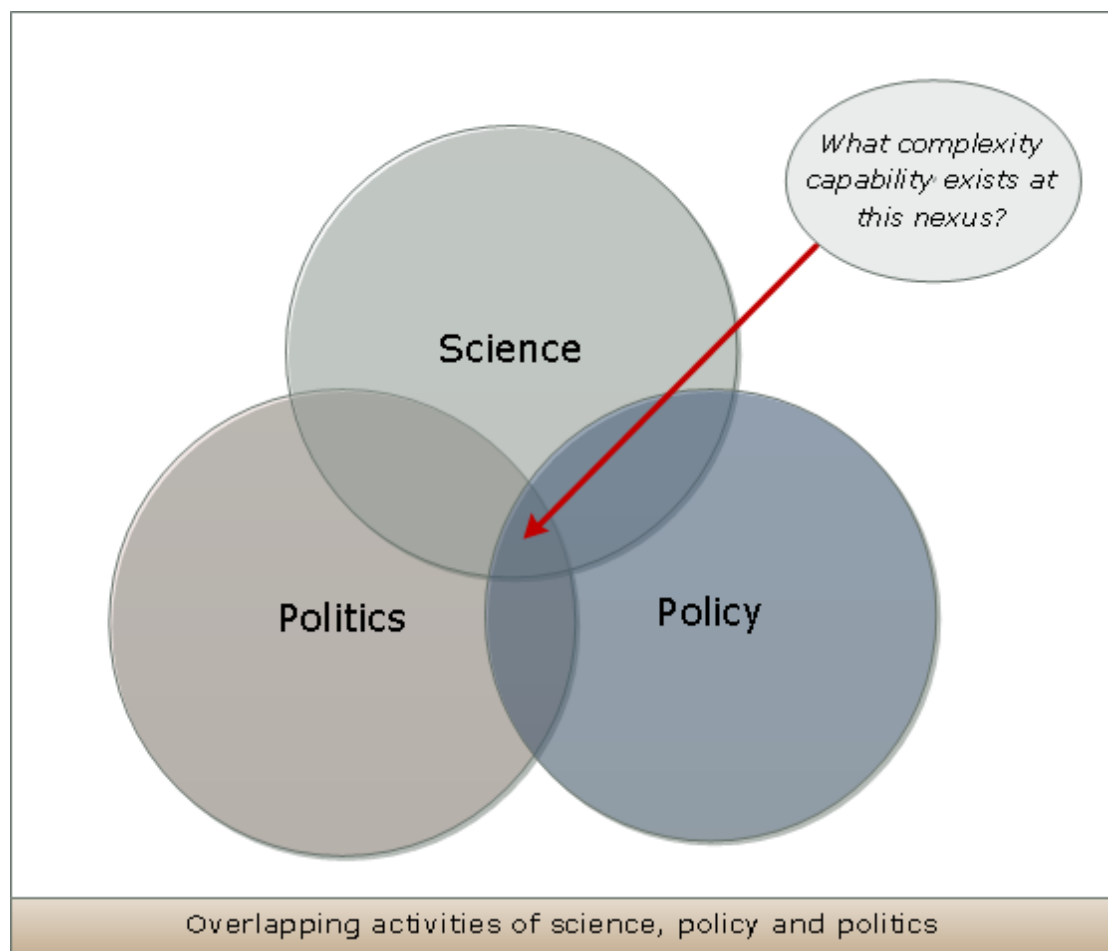 What complexity
capability exists at
this nexus?
Science
Politics
Policy
Overlapping activities of science, policy and politics